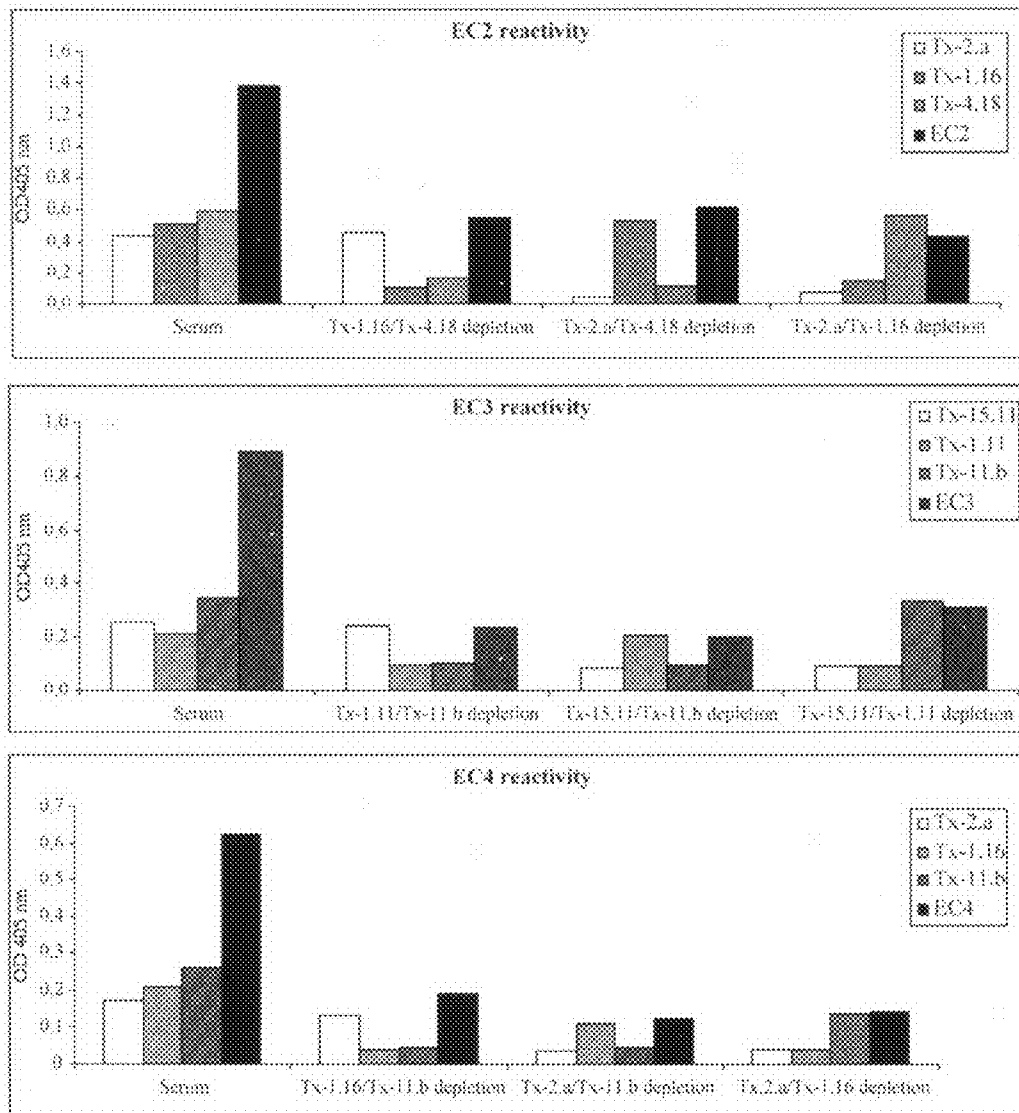 EC2 reactivity
OD405 nm
1,6
1,4
1,2
1,0
0,8
0,6
0,4
0,2
0,0
Tx-2.a
Tx-1.16
Tx-4.18
EC2
Serum
Tx-1.16/Tx-4.18 depletion
Tx-2.a/Tx-4.18 depletion
Tx-2.a/Tx-1.16 depletion
EC3 reactivity
OD405 nm
1,0
0,8
0,6
0,4
0,2
0,0
Tx-15.11
Tx-1.11
Tx-11.b
EC3
Serum
Tx-1.11/Tx-11 b depletion
Tx-15.11/Tx-11.b depletion
Tx-15.11/Tx-1.11 depletion
EC4 reactivity
OD 405 nm
0,7
0,6
0,5
0,4
0,3
0,2
0,1
0
Tx-2.a
Tx-1.16
Tx-11.b
EC4
Serum
Tx-1.16/Tx-11.b depletion
Tx-2.a/Tx-11.b depletion
Tx.2.a/Tx-1.16 depletion